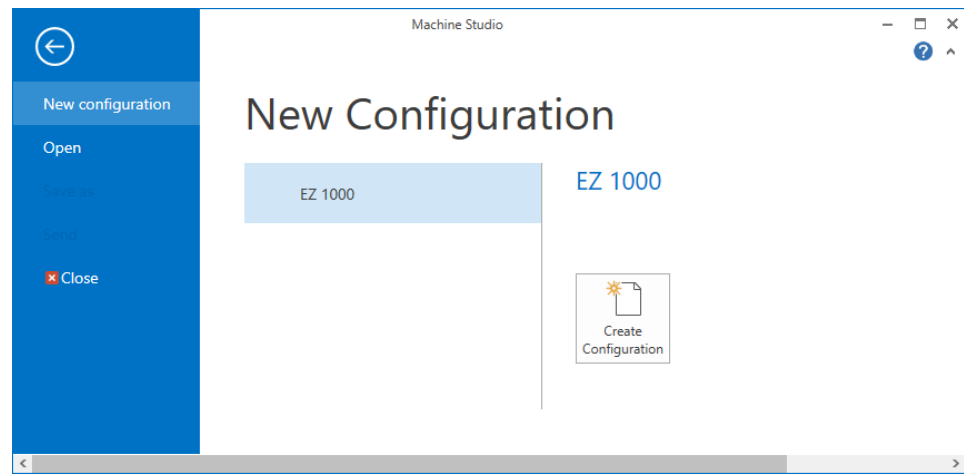 Machine Studio
New configuration
Open
Save as
Send
Close
New Configuration
EZ 1000
EZ 1000
Create
Configuration